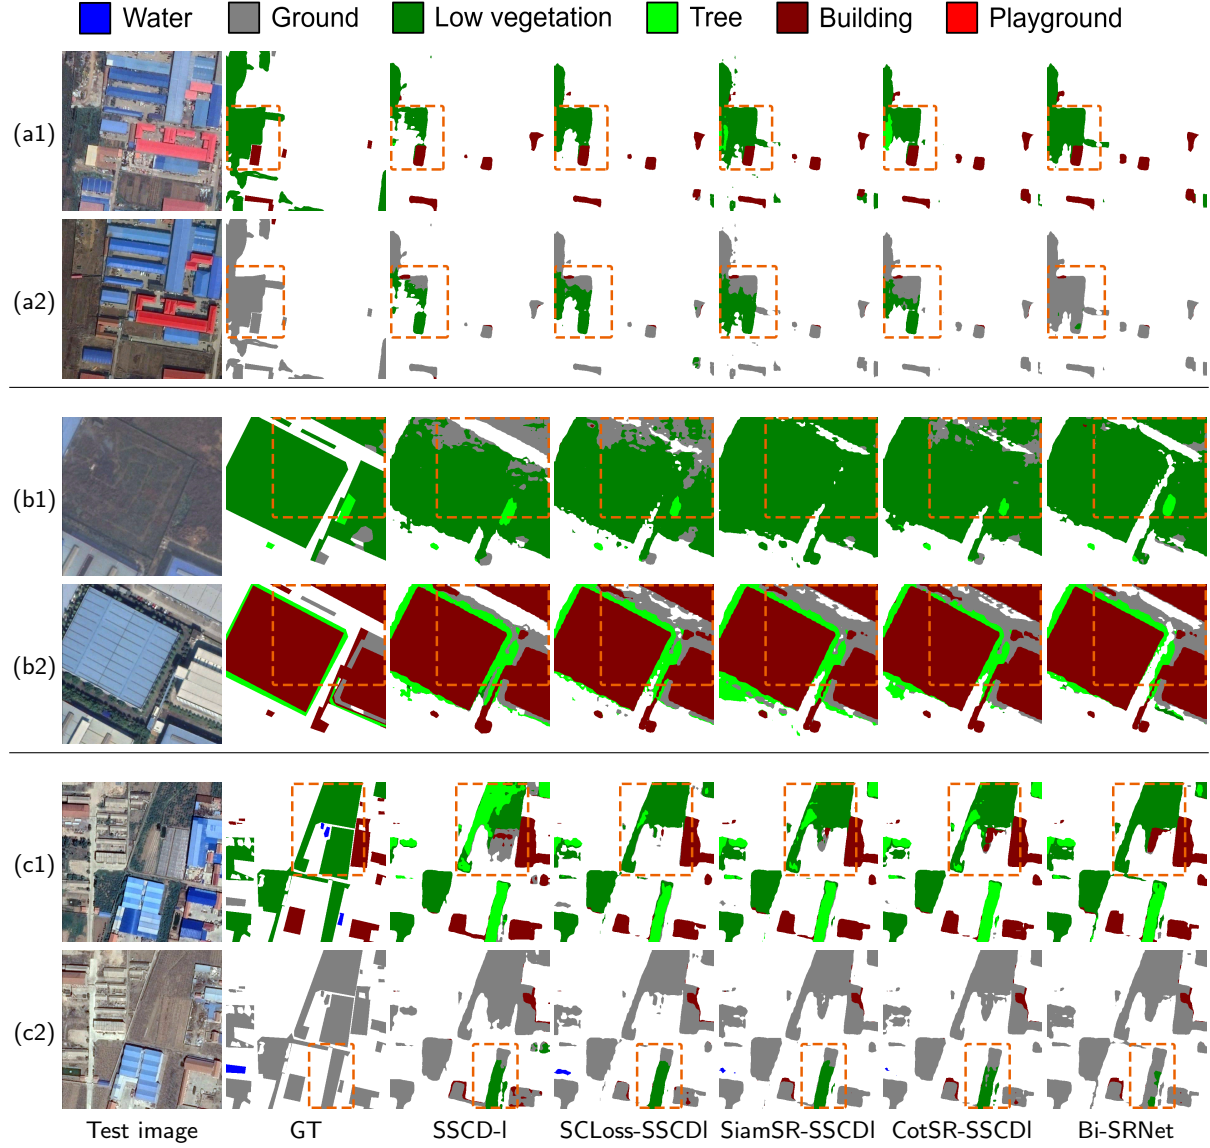 Water Ground Low vegetation Tree Building Playground
(a1)
(a2)
(b1)
(b2)
(c1)
(c2)
Test image GT SSCD-l SCLoss-SSCDl SiamSR-SSCDl CotSR-SSCDl Bi-SRNet